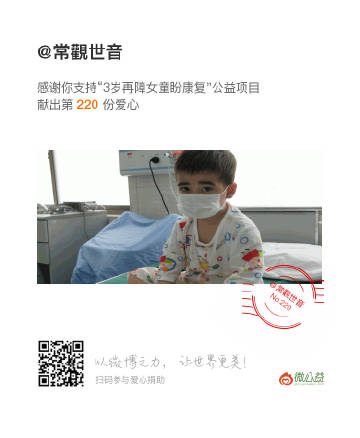 @常觀世音
感谢你支持“3岁再障女童盼康复”公益项目
献出第 220 份爱心
@常觀世音
No.220
以微博之力，让世界更美！
扫码参与爱心捐助
微公益